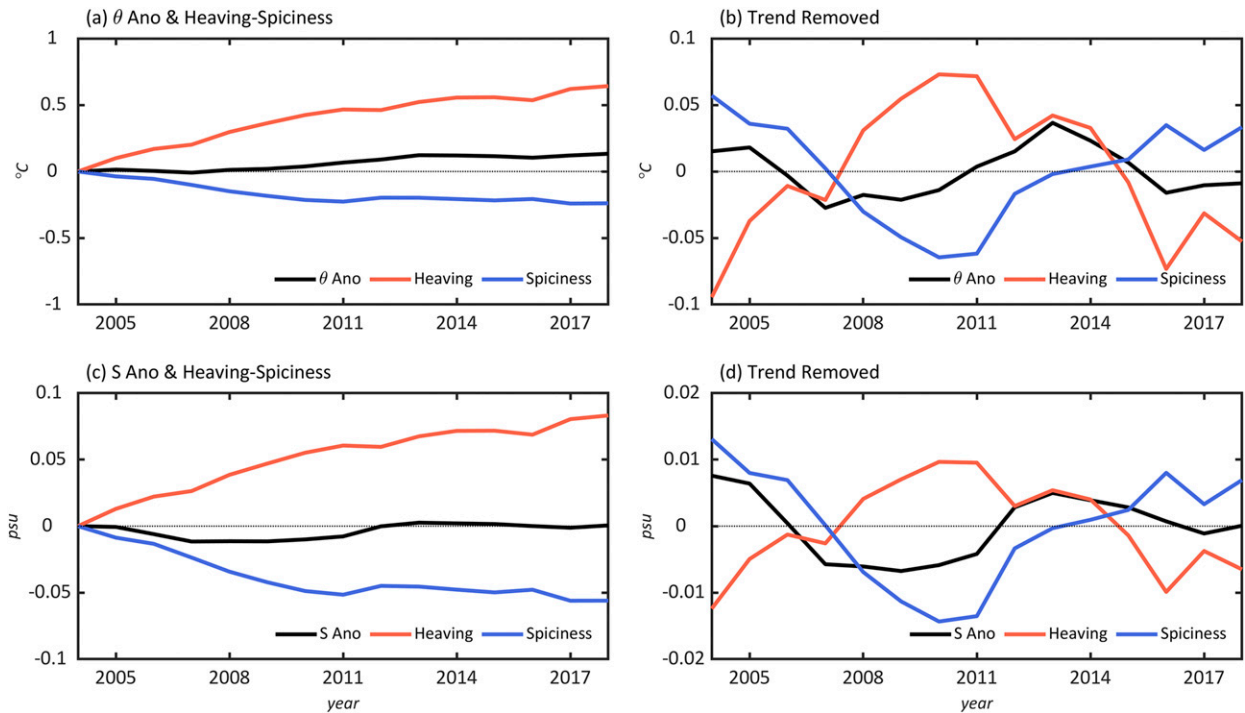 (a) θ Ano & Heaving-Spiciness
1
0.5
0
-0.5
-1
°C
θ Ano Heaving Spiciness
2005 2008 2011 2014 2017
(b) Trend Removed
0.1
0.05
0
-0.05
-0.1
°C
θ Ano Heaving Spiciness
2005 2008 2011 2014 2017
(c) S Ano & Heaving-Spiciness
0.1
0.05
0
-0.05
-0.1
psu
S Ano Heaving Spiciness
2005 2008 2011 2014 2017
year
(d) Trend Removed
0.02
0.01
0
-0.01
-0.02
psu
S Ano Heaving Spiciness
2005 2008 2011 2014 2017
year